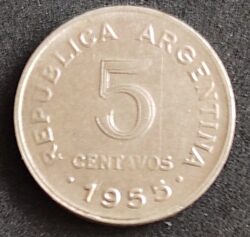 REPUBLICA ARGENTINA
5
CENTAVOS
· 1955 ·